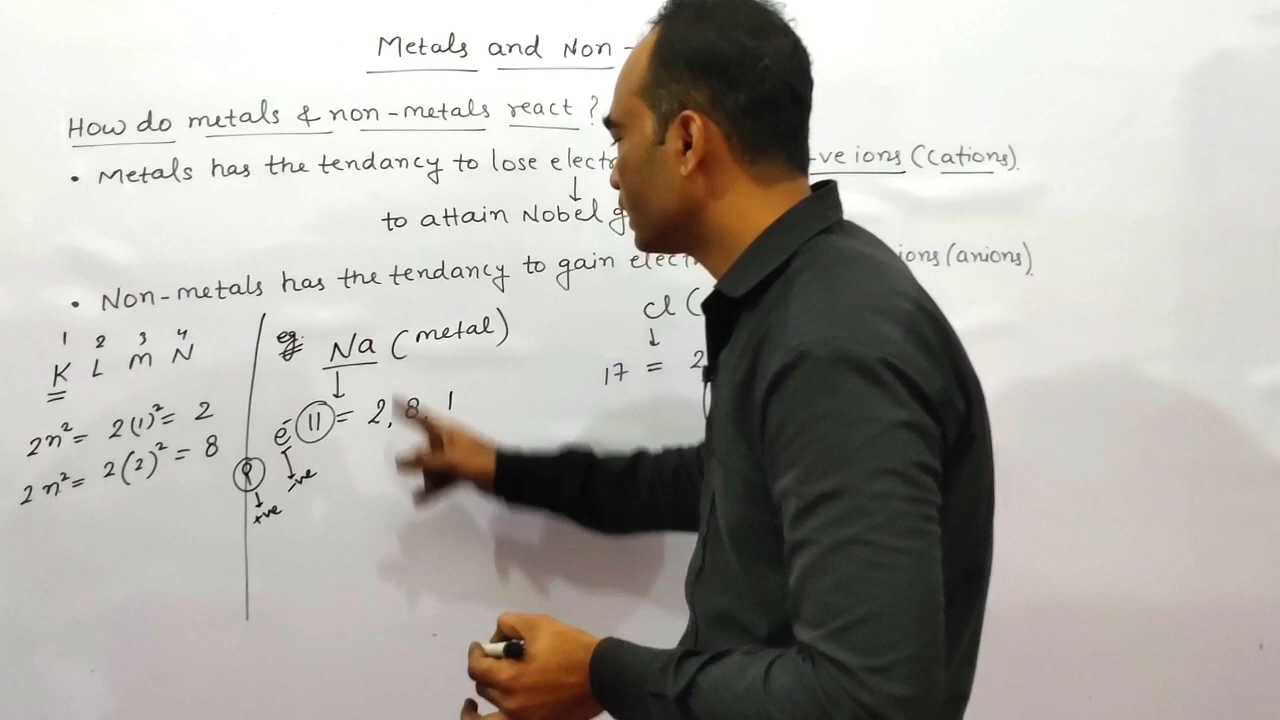 Metals and Non-
How do metals & non-metals react ?
• Metals has the tendancy to lose elect -ve ions (cations).
to attain Nobel g
• Non-metals has the tendancy to gain elect ions (anions)
1 2 3 4
K L M N
2n² = 2(1)² = 2
2n² = 2(2)² = 8
eg. Na (metal)
e⁻ 11 = 2, 8, 1
P -ve
+ve
Cl (
17 = 2